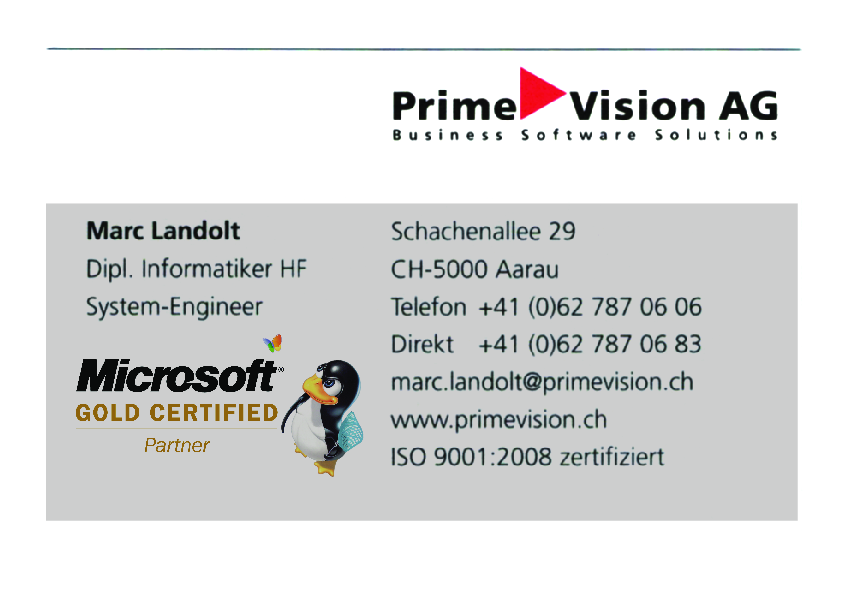 Prime Vision AG
Business Software Solutions
Marc Landolt
Dipl. Informatiker HF
System-Engineer
Microsoft®
GOLD CERTIFIED
Partner
Schachenallee 29
CH-5000 Aarau
Telefon +41 (0)62 787 06 06
Direkt +41 (0)62 787 06 83
marc.landolt@primevision.ch
www.primevision.ch
ISO 9001:2008 zertifiziert